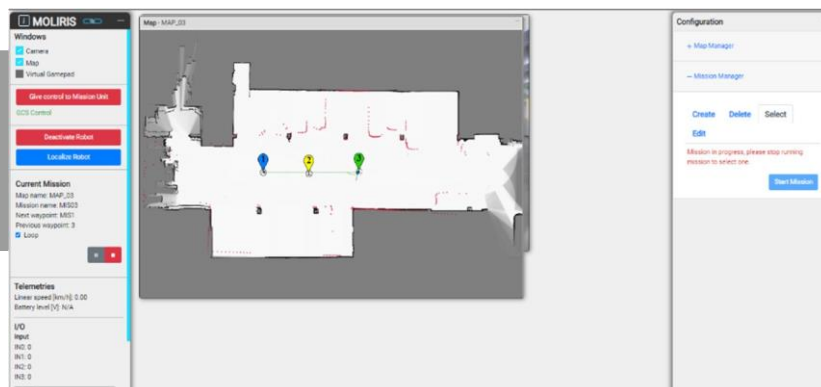 MOLIRIS
Windows
Camera
Map
Virtual Gamepad
Give control to Mission Unit
GCS Control
Deactivate Robot
Localize Robot
Current Mission
Map name: MAP_03
Mission name: MIS03
Next waypoint: MIS1
Previous waypoint: 3
Loop
Telemetries
Linear speed [km/h]: 0.00
Battery level [V]: N/A
I/O
Input
IN0: 0
IN1: 0
IN2: 0
IN3: 0
Map - MAP_03
1
2
3
Configuration
+ Map Manager
− Mission Manager
Create Delete Select
Edit
Mission in progress, please stop running
mission to select one.
Start Mission